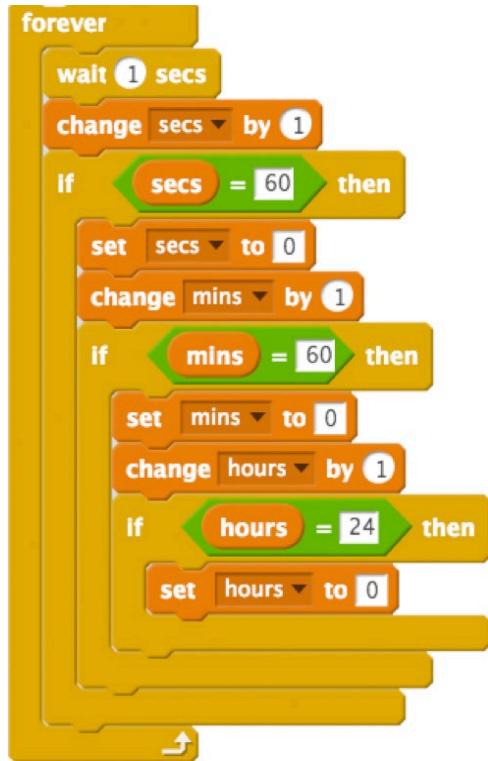 forever
wait 1 secs
change secs by 1
if secs = 60 then
set secs to 0
change mins by 1
if mins = 60 then
set mins to 0
change hours by 1
if hours = 24 then
set hours to 0